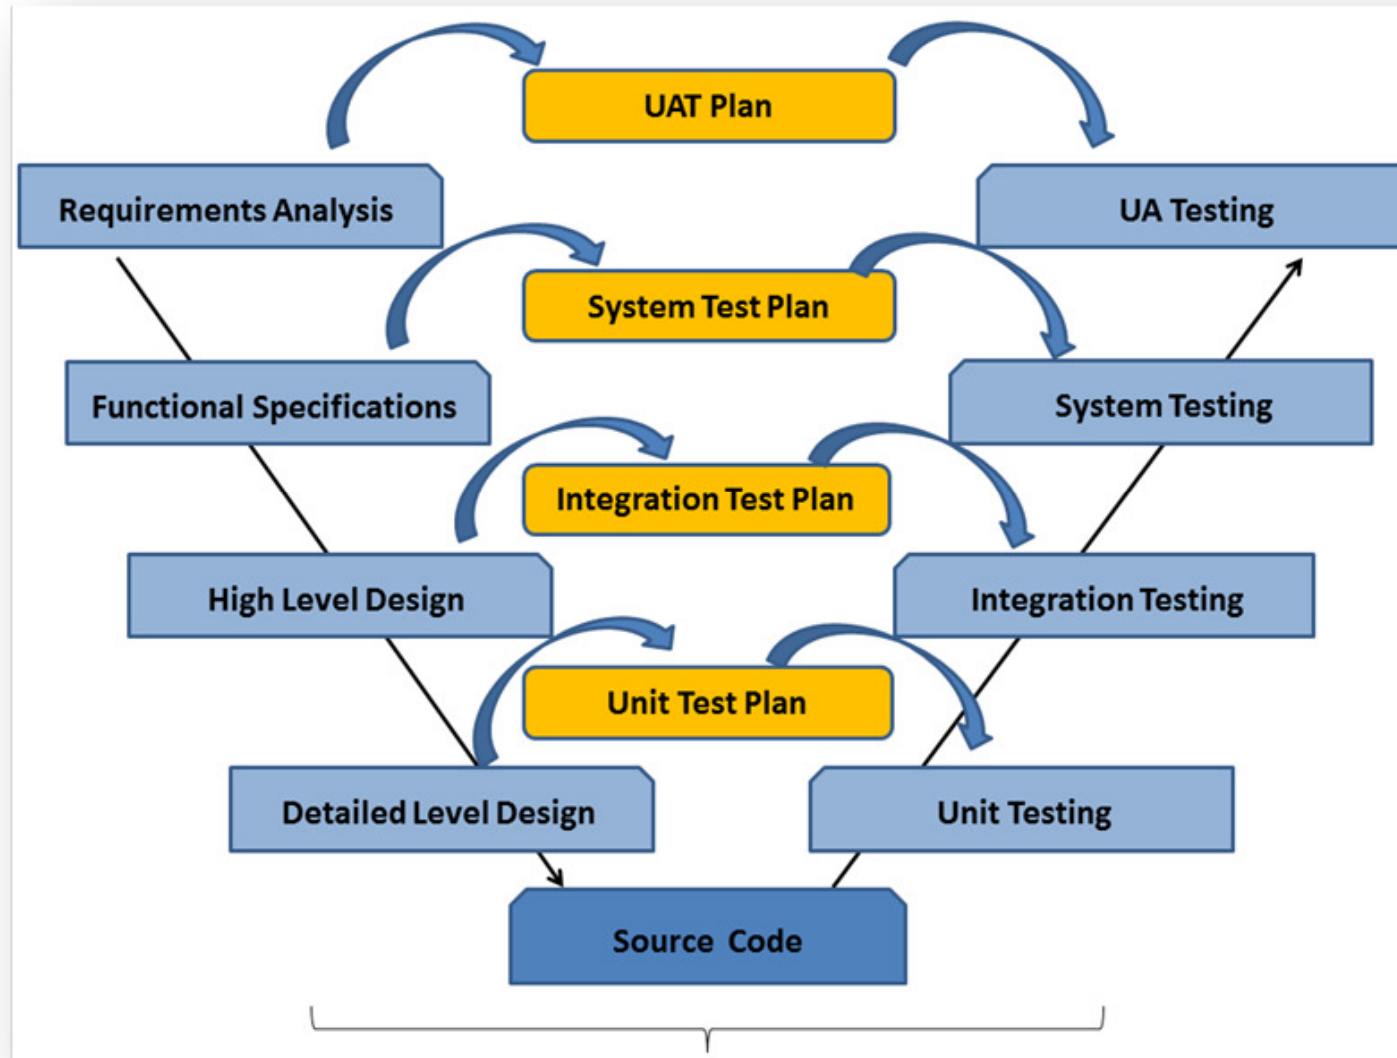 UAT Plan
Requirements Analysis
UA Testing
System Test Plan
Functional Specifications
System Testing
Integration Test Plan
High Level Design
Integration Testing
Unit Test Plan
Detailed Level Design
Unit Testing
Source Code